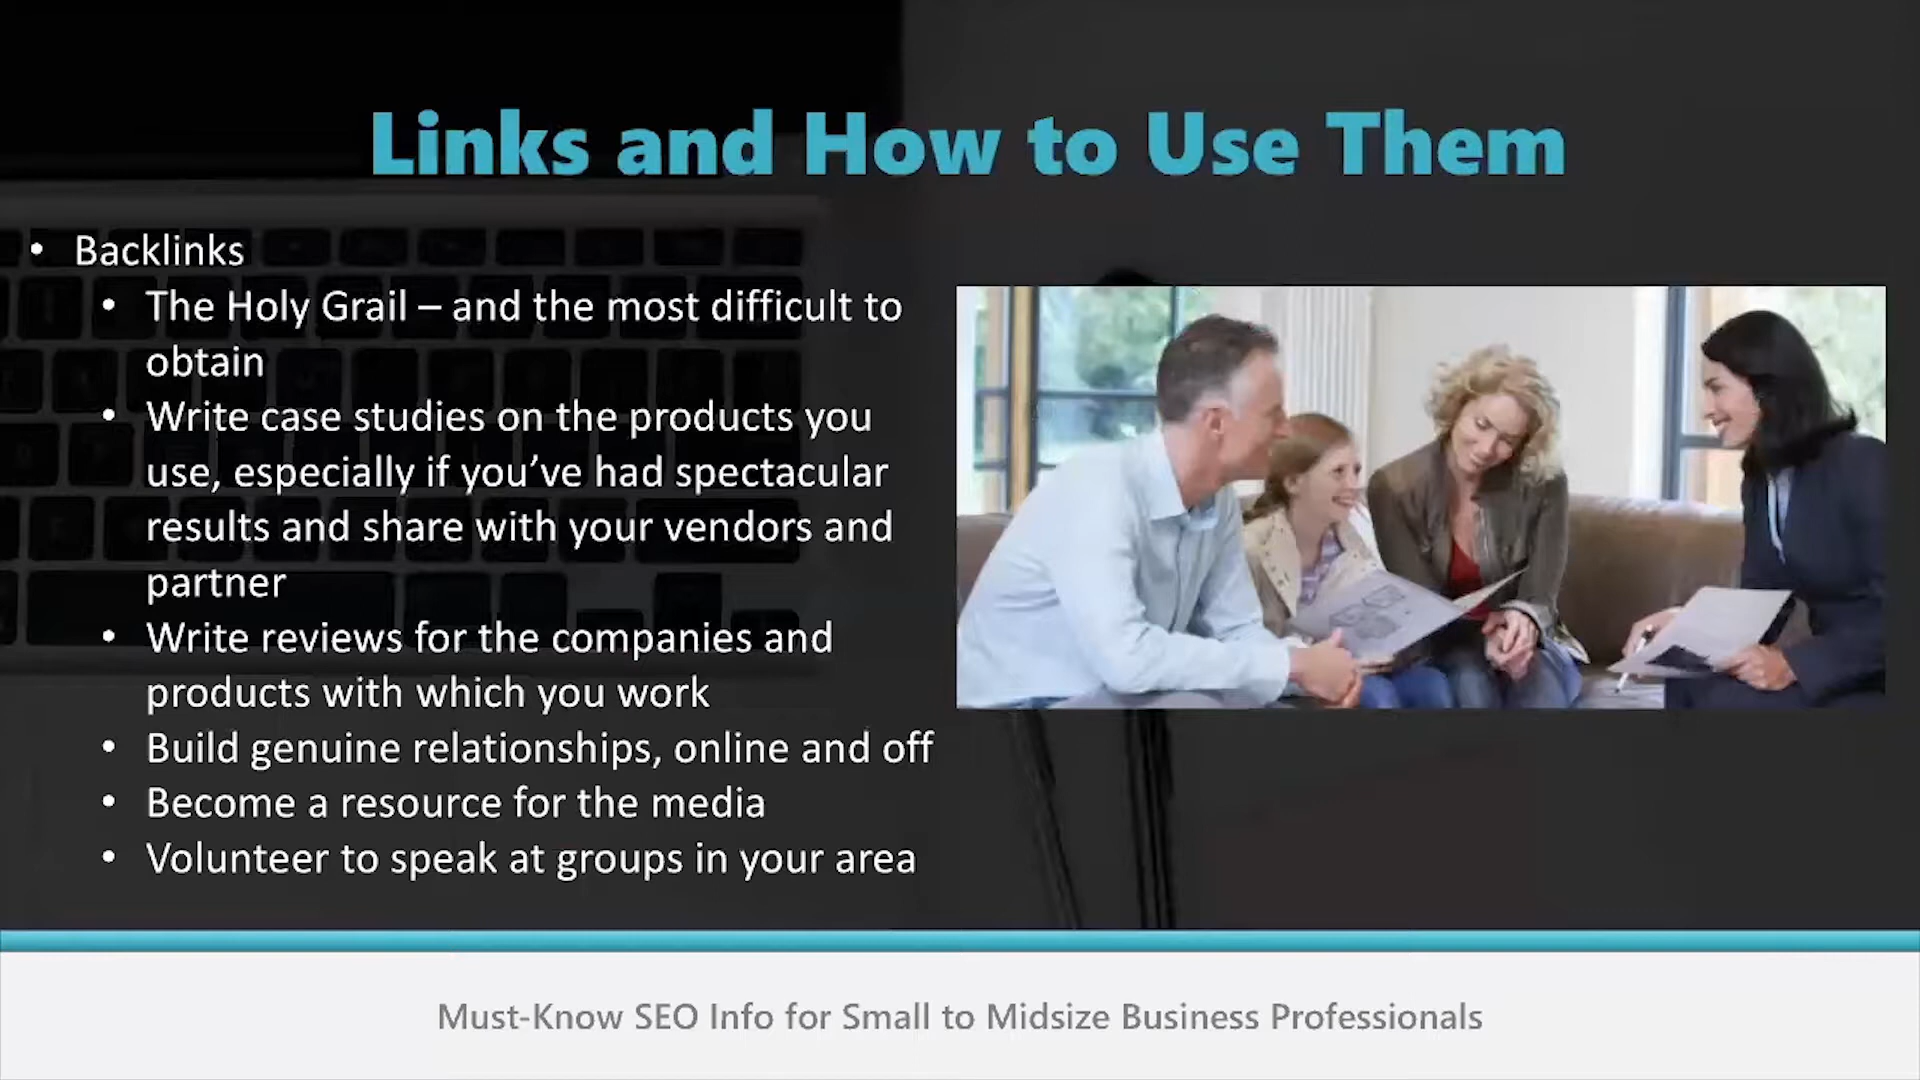 Links and How to Use Them
• Backlinks
• The Holy Grail – and the most difficult to
obtain
• Write case studies on the products you
use, especially if you’ve had spectacular
results and share with your vendors and
partner
• Write reviews for the companies and
products with which you work
• Build genuine relationships, online and off
• Become a resource for the media
• Volunteer to speak at groups in your area
Must-Know SEO Info for Small to Midsize Business Professionals